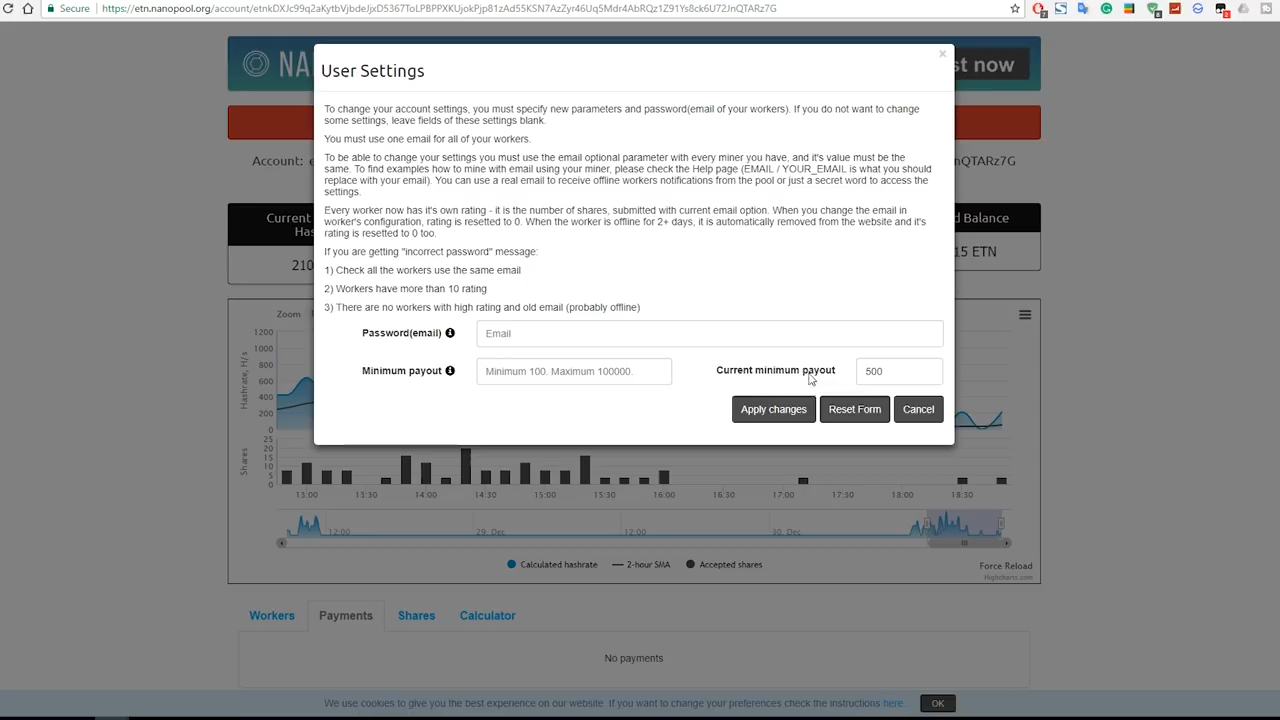 Secure
https://etn.nanopool.org/account/etnkDXJc99q2aKytbVjbdeJjxD5367ToLPBPPXKUjokPjp81zAd55KSN7AzZyr46Uq5Mdr4AbRQz1Z91Ys8ck6U72JnQTARz7G
NA
st now
User Settings
×
To change your account settings, you must specify new parameters and password(email of your workers). If you do not want to change
some settings, leave fields of these settings blank.
You must use one email for all of your workers.
To be able to change your settings you must use the email optional parameter with every miner you have, and it's value must be the
same. To find examples how to mine with email using your miner, please check the Help page (EMAIL / YOUR_EMAIL is what you should
replace with your email). You can use a real email to receive offline workers notifications from the pool or just a secret word to access the
settings.
Every worker now has it's own rating - it is the number of shares, submitted with current email option. When you change the email in
worker's configuration, rating is resetted to 0. When the worker is offline for 2+ days, it is automatically removed from the website and it's
rating is resetted to 0 too.
If you are getting "incorrect password" message:
1) Check all the workers use the same email
2) Workers have more than 10 rating
3) There are no workers with high rating and old email (probably offline)
Password(email)
Email
Minimum payout
Minimum 100. Maximum 100000.
Current minimum payout
500
Apply changes
Reset Form
Cancel
Account: e
nQTARz7G
Current
Has
210
d Balance
15 ETN
Zoom
Hashrate, H/s
1200
1000
800
600
400
200
0
Shares
25
20
15
10
5
0
13:00 13:30 14:00 14:30 15:00 15:30 16:00 16:30 17:00 17:30 18:00 18:30
12:00 29. Dec 12:00 30. Dec
Calculated hashrate 2-hour SMA Accepted shares
Force Reload
Highcharts.com
Workers Payments Shares Calculator
No payments
We use cookies to give you the best experience on our website. If you want to change your preferences check the instructions here.
OK